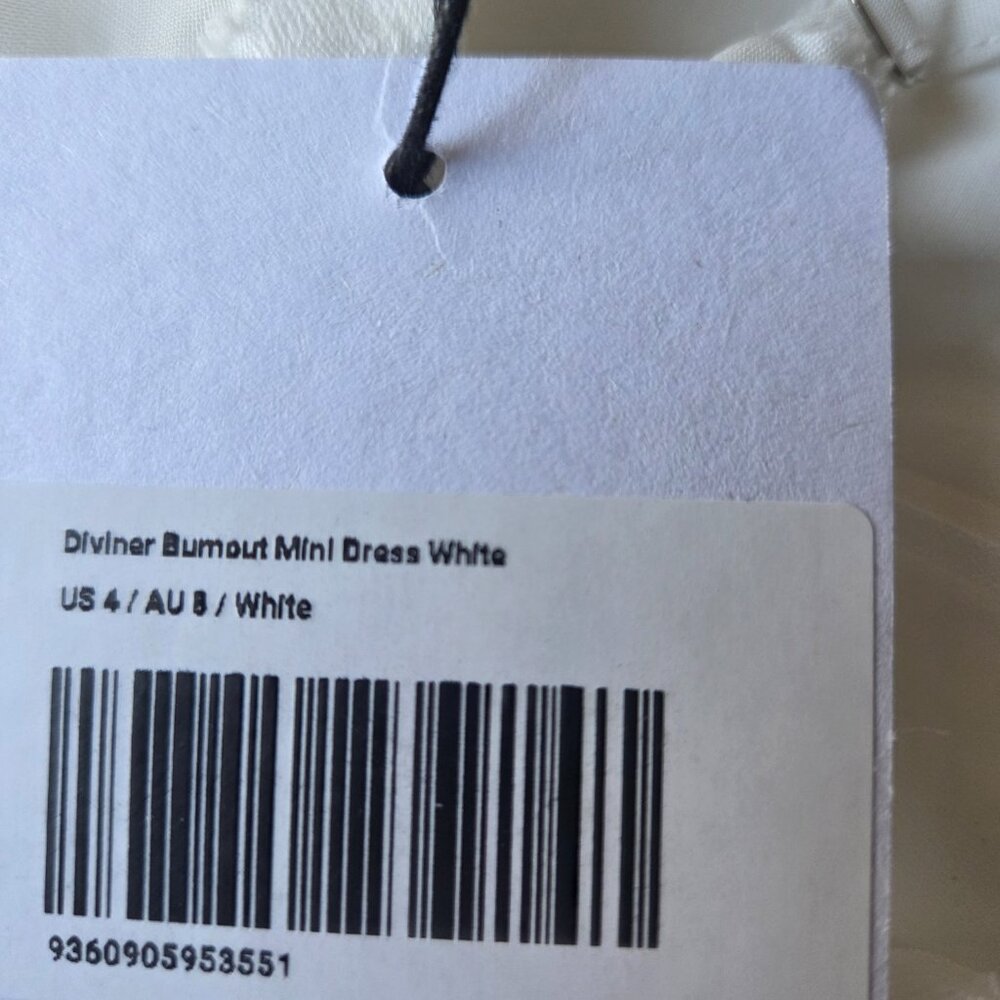 Diviner Burnout Mini Dress White
US 4 / AU 8 / White
9360905953551